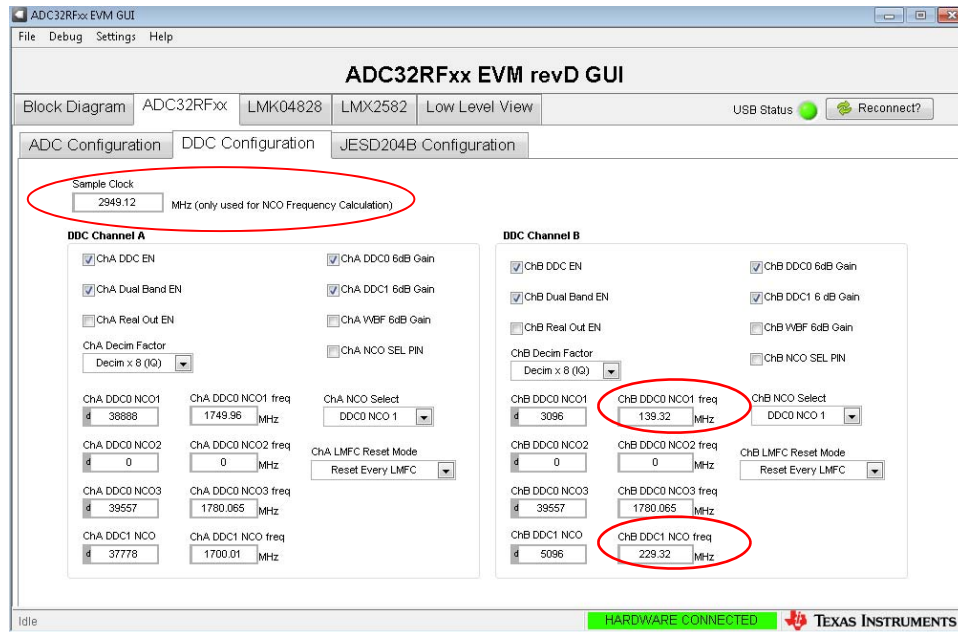 ADC32RFxx EVM GUI
File Debug Settings Help
ADC32RFxx EVM revD GUI
Block Diagram ADC32RFxx LMK04828 LMX2582 Low Level View USB Status Reconnect?
ADC Configuration DDC Configuration JESD204B Configuration
Sample Clock
2949.12 MHz (only used for NCO Frequency Calculation)
DDC Channel A
ChA DDC EN ChA DDC0 6dB Gain
ChA Dual Band EN ChA DDC1 6dB Gain
ChA Real Out EN ChA WBF 6dB Gain
ChA Decim Factor ChA NCO SEL PIN
Decim x 8 (IQ)
ChA DDC0 NCO1 ChA DDC0 NCO1 freq ChA NCO Select
d 38888 1749.96 MHz DDC0 NCO 1
ChA DDC0 NCO2 ChA DDC0 NCO2 freq ChA LMFC Reset Mode
d 0 0 MHz Reset Every LMFC
ChA DDC0 NCO3 ChA DDC0 NCO3 freq
d 39557 1780.065 MHz
ChA DDC1 NCO ChA DDC1 NCO freq
d 37778 1700.01 MHz
DDC Channel B
ChB DDC EN ChB DDC0 6dB Gain
ChB Dual Band EN ChB DDC1 6 dB Gain
ChB Real Out EN ChB WBF 6dB Gain
ChB Decim Factor ChB NCO SEL PIN
Decim x 8 (IQ)
ChB DDC0 NCO1 ChB DDC0 NCO1 freq ChB NCO Select
d 3096 139.32 MHz DDC0 NCO 1
ChB DDC0 NCO2 ChB DDC0 NCO2 freq ChB LMFC Reset Mode
d 0 0 MHz Reset Every LMFC
ChB DDC0 NCO3 ChB DDC0 NCO3 freq
d 39557 1780.065 MHz
ChB DDC1 NCO ChB DDC1 NCO freq
d 5096 229.32 MHz
Idle HARDWARE CONNECTED TEXAS INSTRUMENTS